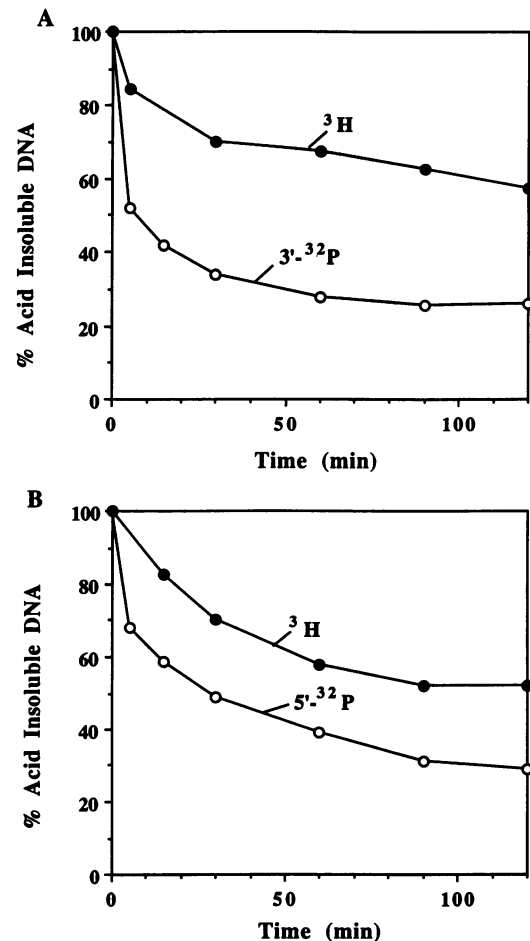 A
100
80
60
40
20
0
% Acid Insoluble DNA
³H
3'-³²P
0
50
100
Time (min)
B
100
80
60
40
20
0
% Acid Insoluble DNA
³H
5'-³²P
0
50
100
Time (min)